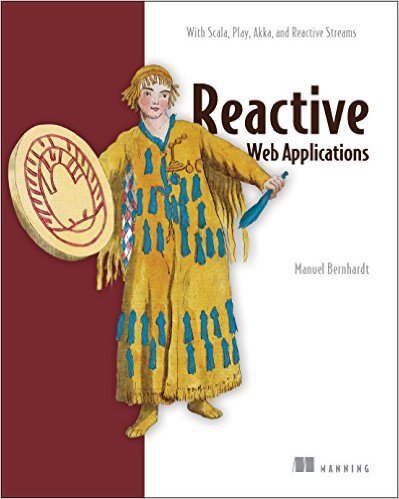 With Scala, Play, Akka, and Reactive Streams
Reactive
Web Applications
Manuel Bernhardt
MANNING